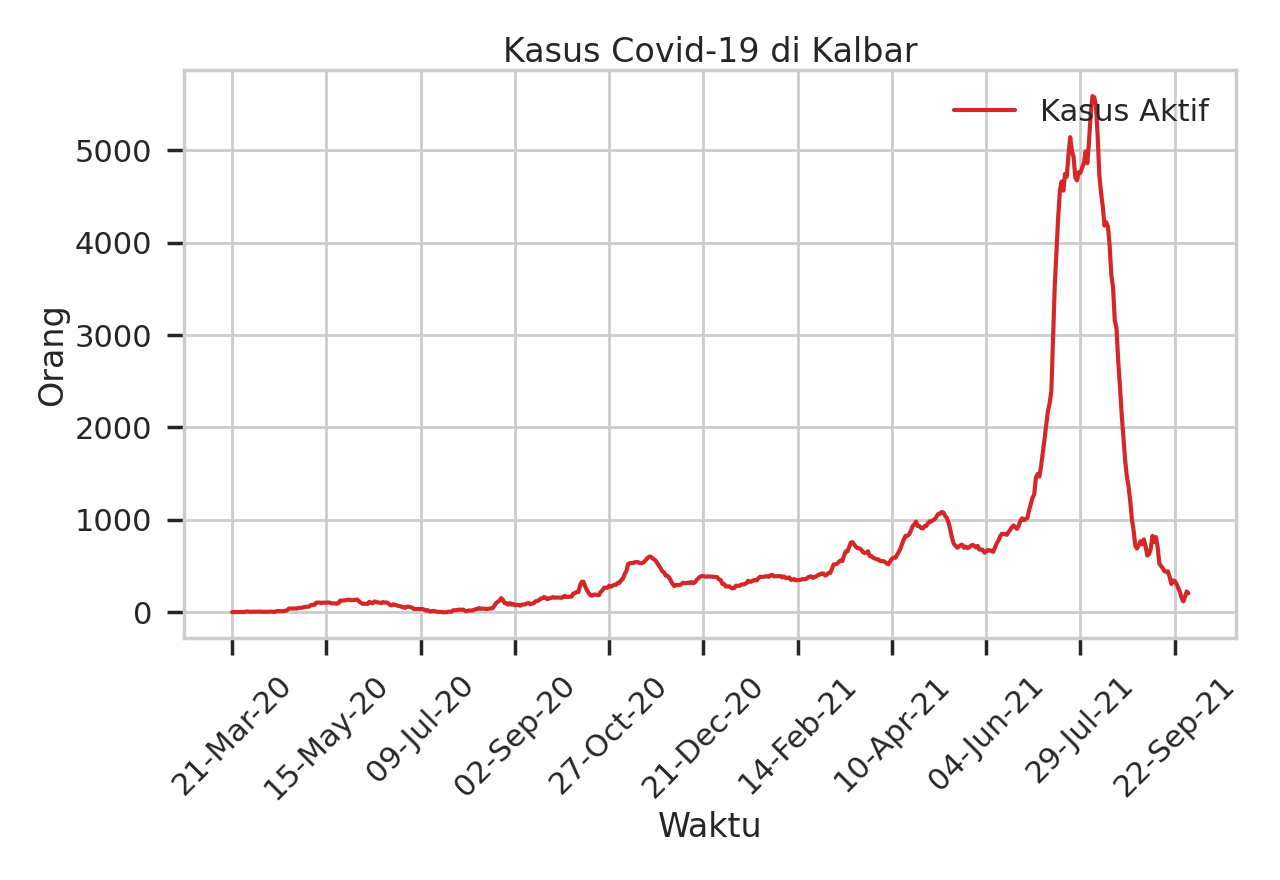 Kasus Covid-19 di Kalbar
Kasus Aktif
5000
4000
3000
2000
1000
0
Orang
21-Mar-20
15-May-20
09-Jul-20
02-Sep-20
27-Oct-20
21-Dec-20
14-Feb-21
10-Apr-21
04-Jun-21
29-Jul-21
22-Sep-21
Waktu